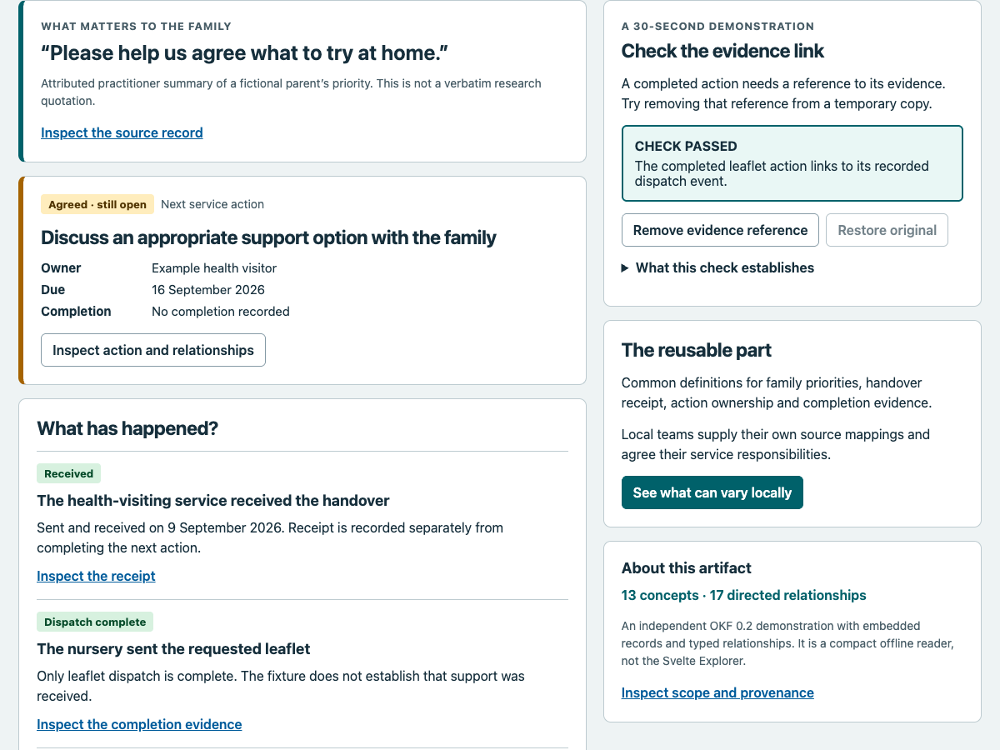 WHAT MATTERS TO THE FAMILY
“Please help us agree what to try at home.”
Attributed practitioner summary of a fictional parent’s priority. This is not a verbatim research
quotation.
Inspect the source record
Agreed · still open Next service action
Discuss an appropriate support option with the family
Owner Example health visitor
Due 16 September 2026
Completion No completion recorded
Inspect action and relationships
What has happened?
Received
The health-visiting service received the handover
Sent and received on 9 September 2026. Receipt is recorded separately from
completing the next action.
Inspect the receipt
Dispatch complete
The nursery sent the requested leaflet
Only leaflet dispatch is complete. The fixture does not establish that support was
received.
Inspect the completion evidence
A 30-SECOND DEMONSTRATION
Check the evidence link
A completed action needs a reference to its evidence.
Try removing that reference from a temporary copy.
CHECK PASSED
The completed leaflet action links to its recorded
dispatch event.
Remove evidence reference Restore original
What this check establishes
The reusable part
Common definitions for family priorities, handover
receipt, action ownership and completion evidence.
Local teams supply their own source mappings and
agree their service responsibilities.
See what can vary locally
About this artifact
13 concepts · 17 directed relationships
An independent OKF 0.2 demonstration with embedded
records and typed relationships. It is a compact offline reader,
not the Svelte Explorer.
Inspect scope and provenance